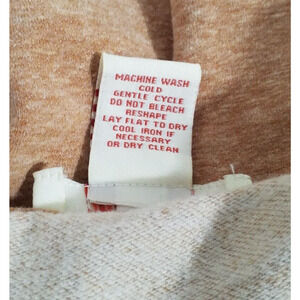 MACHINE WASH
COLD
GENTLE CYCLE
DO NOT BLEACH
RESHAPE
LAY FLAT TO DRY
COOL IRON IF
NECESSARY
OR DRY CLEAN